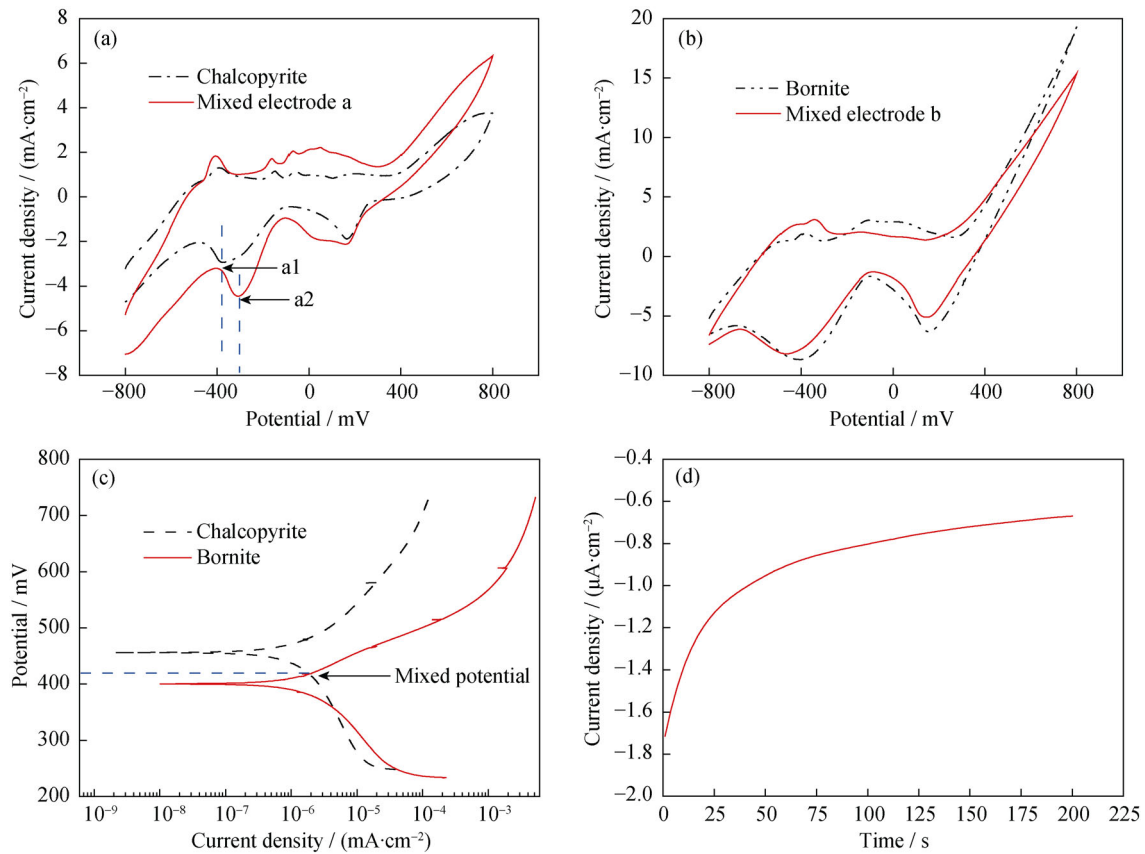 (a)
Chalcopyrite
Mixed electrode a
a1
a2
8
6
4
2
0
−2
−4
−6
−8
−800
−400
0
400
800
Current density / (mA·cm⁻²)
Potential / mV
(b)
Bornite
Mixed electrode b
20
15
10
5
0
−5
−10
−800
−400
0
400
800
Current density / (mA·cm⁻²)
Potential / mV
(c)
Chalcopyrite
Bornite
Mixed potential
800
700
600
500
400
300
200
10⁻⁹
10⁻⁸
10⁻⁷
10⁻⁶
10⁻⁵
10⁻⁴
10⁻³
Potential / mV
Current density / (mA·cm⁻²)
(d)
−0.4
−0.6
−0.8
−1.0
−1.2
−1.4
−1.6
−1.8
−2.0
0
25
50
75
100
125
150
175
200
225
Current density / (μA·cm⁻²)
Time / s